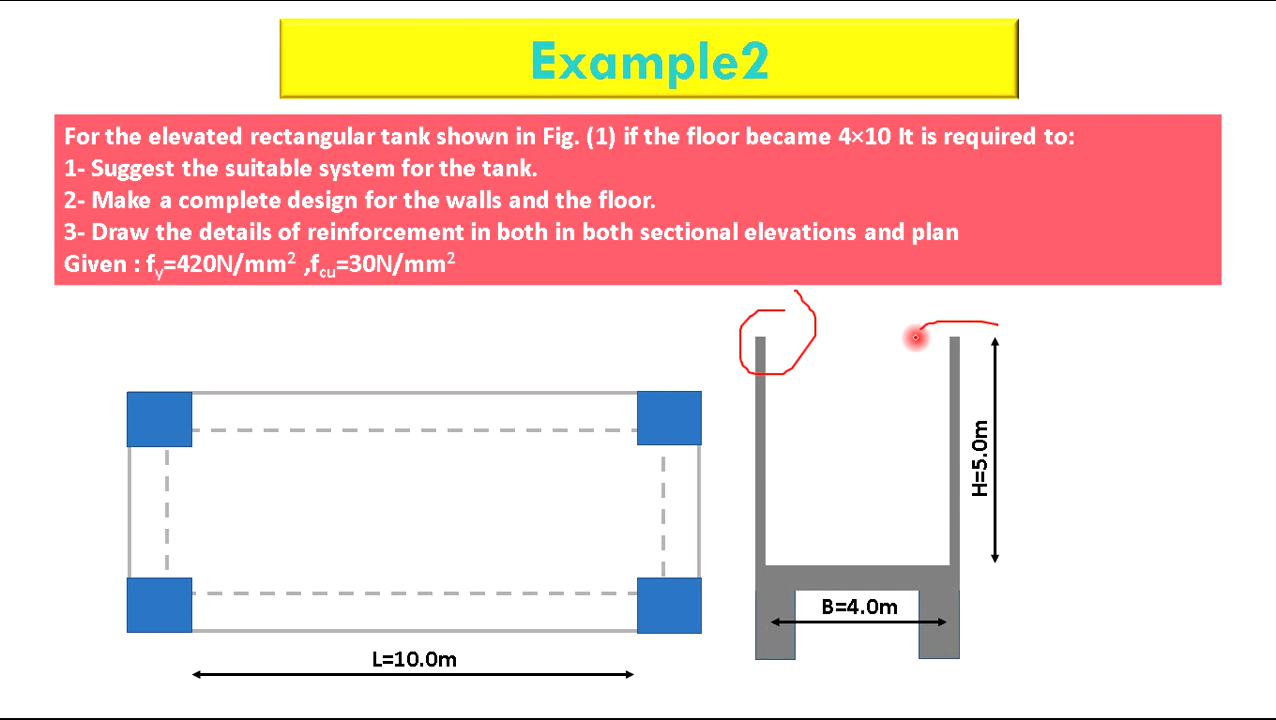 Example2
For the elevated rectangular tank shown in Fig. (1) if the floor became 4×10 It is required to:
1- Suggest the suitable system for the tank.
2- Make a complete design for the walls and the floor.
3- Draw the details of reinforcement in both in both sectional elevations and plan
Given : fy=420N/mm² ,fcu=30N/mm²
H=5.0m
B=4.0m
L=10.0m